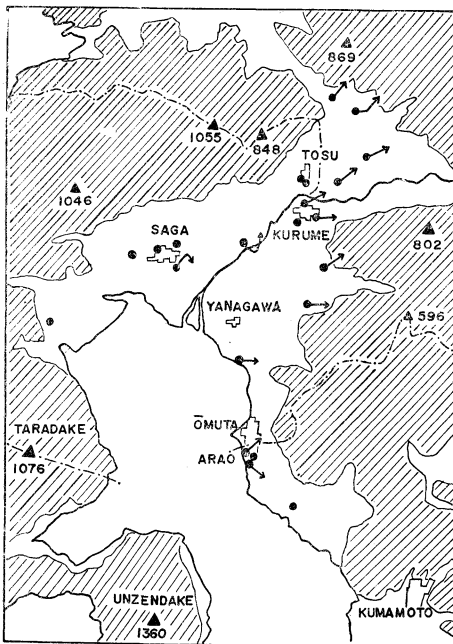 869
1055
848
TOSU
1046
SAGA
KURUME
802
YANAGAWA
596
TARADAKE
ŌMUTA
1076
ARAO
UNZENDAKE
1360
KUMAMOTO